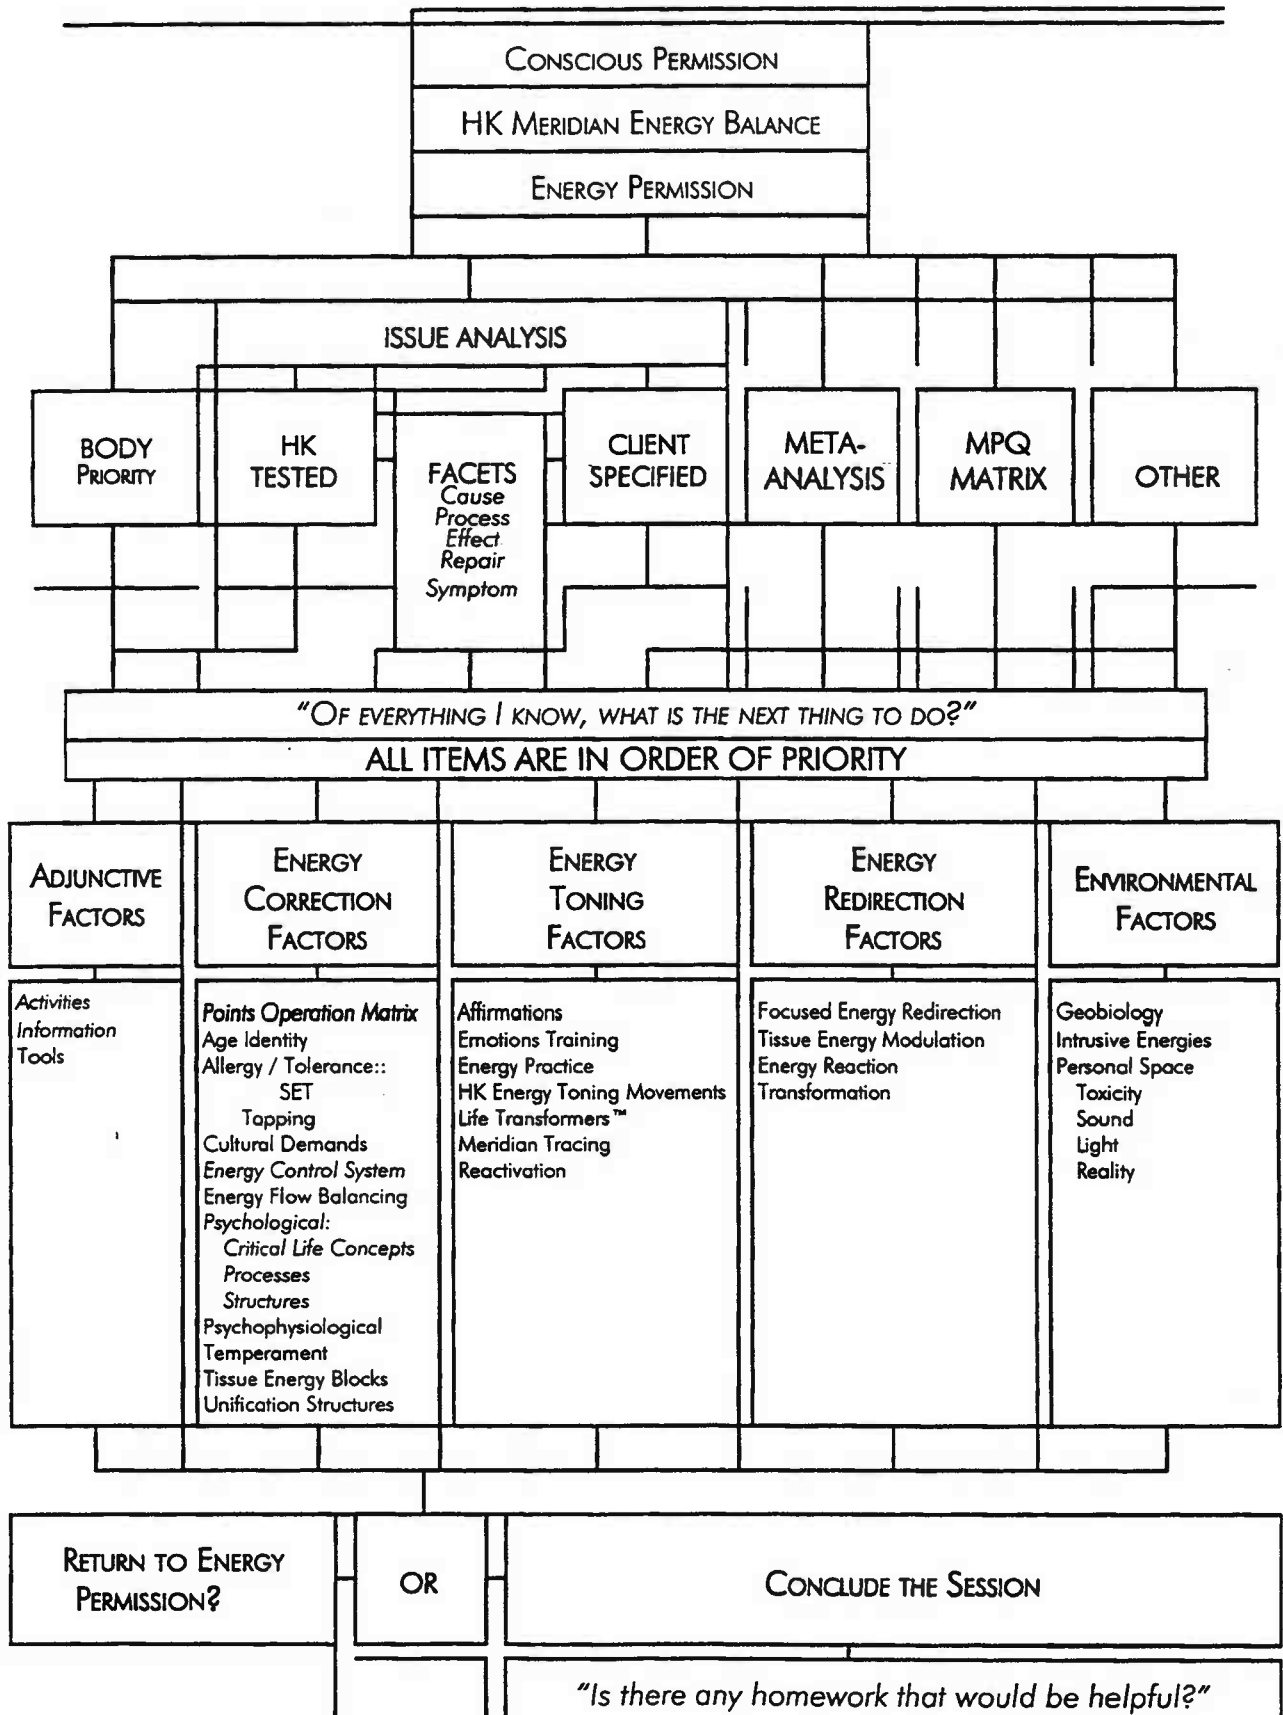 CONSCIOUS PERMISSION
HK MERIDIAN ENERGY BALANCE
ENERGY PERMISSION
ISSUE ANALYSIS
BODY
PRIORITY
HK
TESTED
FACETS
Cause
Process
Effect
Repair
Symptom
CLIENT
SPECIFIED
META-
ANALYSIS
MPQ
MATRIX
OTHER
"OF EVERYTHING I KNOW, WHAT IS THE NEXT THING TO DO?"
ALL ITEMS ARE IN ORDER OF PRIORITY
ADJUNCTIVE
FACTORS
Activities
Information
Tools
ENERGY
CORRECTION
FACTORS
Points Operation Matrix
Age Identity
Allergy / Tolerance::
SET
Tapping
Cultural Demands
Energy Control System
Energy Flow Balancing
Psychological:
Critical Life Concepts
Processes
Structures
Psychophysiological
Temperament
Tissue Energy Blocks
Unification Structures
ENERGY
TONING
FACTORS
Affirmations
Emotions Training
Energy Practice
HK Energy Toning Movements
Life Transformers™
Meridian Tracing
Reactivation
ENERGY
REDIRECTION
FACTORS
Focused Energy Redirection
Tissue Energy Modulation
Energy Reaction
Transformation
ENVIRONMENTAL
FACTORS
Geobiology
Intrusive Energies
Personal Space
Toxicity
Sound
Light
Reality
RETURN TO ENERGY
PERMISSION?
OR
CONCLUDE THE SESSION
"Is there any homework that would be helpful?"